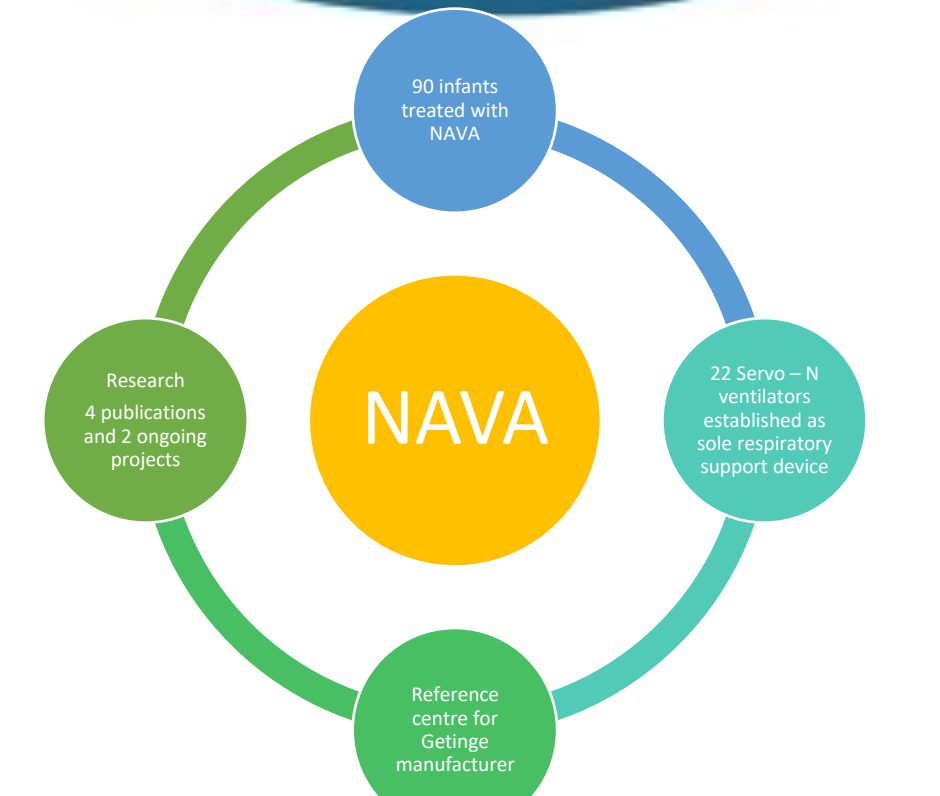 90 infants
treated with
NAVA
22 Servo – N
ventilators
established as
sole respiratory
support device
NAVA
Research
4 publications
and 2 ongoing
projects
Reference
centre for
Getinge
manufacturer